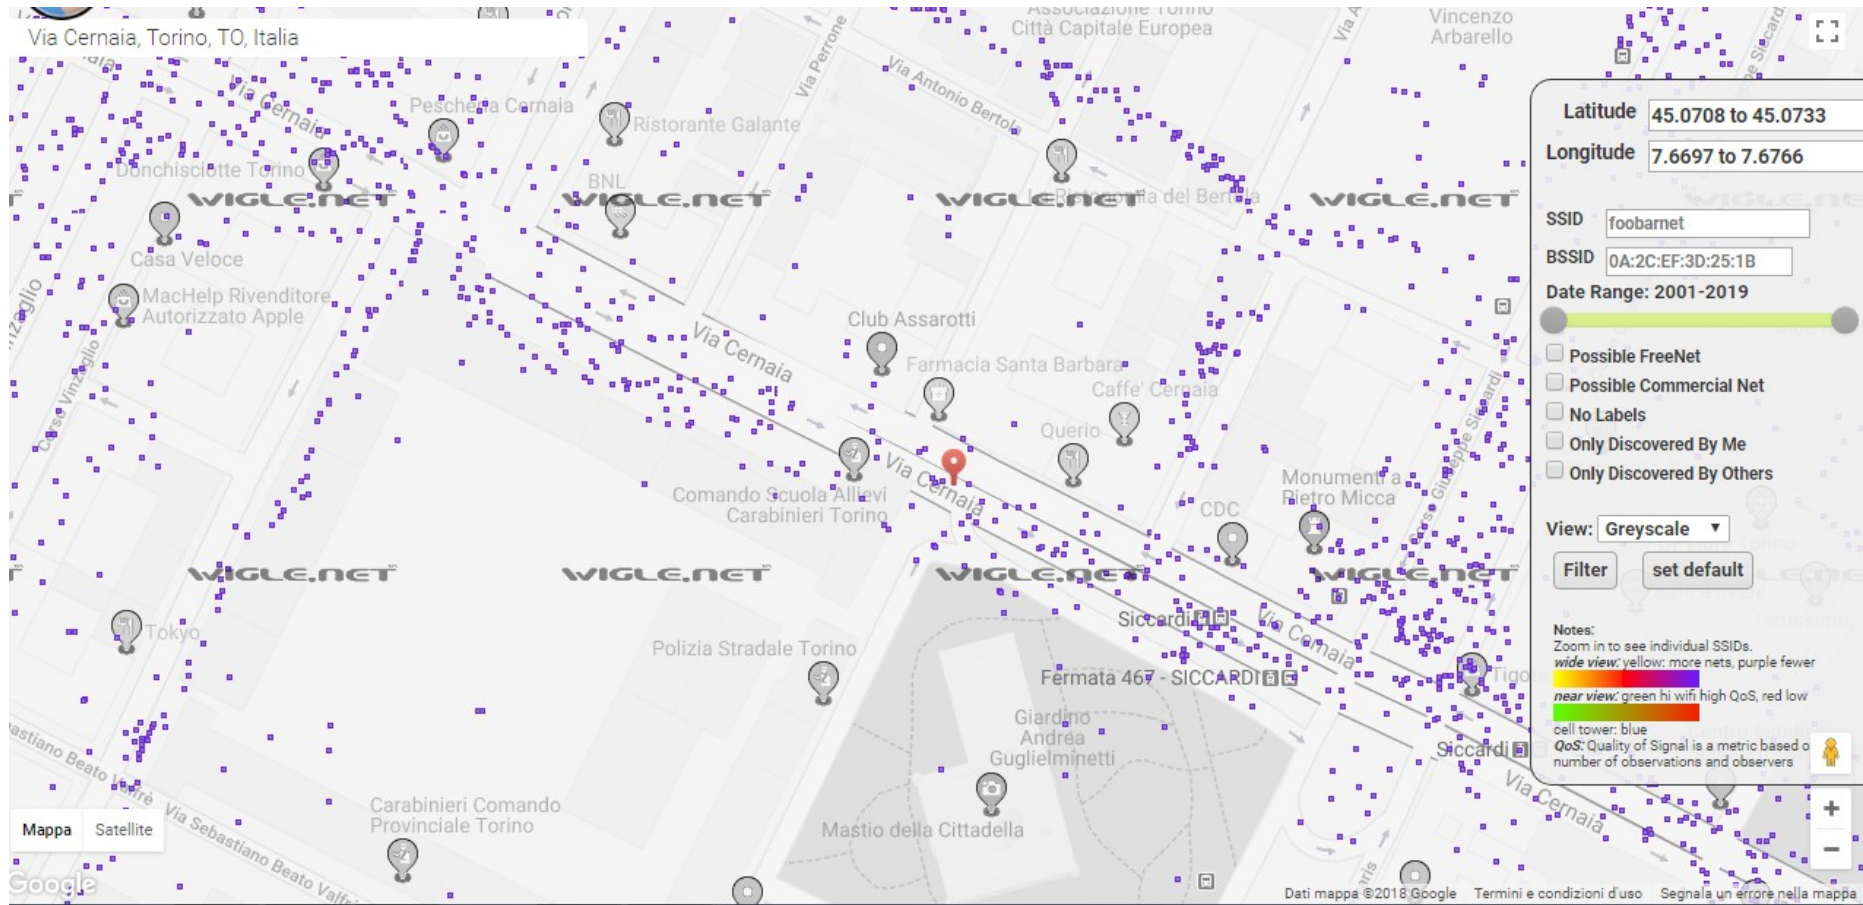 Via Cernaia, Torino, TO, Italia
Associazione Torino
Città Capitale Europea
Vincenzo
Arbarello
Via Perrone
Via Antonio Bertola
Via Cernaia
Pescheria Cernaia
Ristorante Galante
Donchisciotte Torino
BNL
WIGLE.NET
WIGLE.NET
WIGLE.NET
WIGLE.NET
La Ristonomia del Bertola
Casa Veloce
MacHelp Rivenditore
Autorizzato Apple
Corso Vinzaglio
Via Cernaia
Club Assarotti
Farmacia Santa Barbara
Caffe' Cernaia
Querio
Via Cernaia
Comando Scuola Allievi
Carabinieri Torino
Monumenti a
Pietro Micca
CDC
Corso Giuseppe Siccardi
WIGLE.NET
WIGLE.NET
WIGLE.NET
WIGLE.NET
Tokyo
Polizia Stradale Torino
Siccardi
Via Cernaia
Fermata 467 - SICCARDI
Giardino
Andrea
Guglielminetti
Siccardi
Via Cernaia
Mastio della Cittadella
Carabinieri Comando
Provinciale Torino
Via Sebastiano Beato Valfrè
Latitude 45.0708 to 45.0733
Longitude 7.6697 to 7.6766
SSID foobarnet
BSSID 0A:2C:EF:3D:25:1B
Date Range: 2001-2019
Possible FreeNet
Possible Commercial Net
No Labels
Only Discovered By Me
Only Discovered By Others
View: Greyscale
Filter set default
Notes:
Zoom in to see individual SSIDs.
wide view: yellow: more nets, purple fewer
near view: green hi wifi high QoS, red low
cell tower: blue
QoS: Quality of Signal is a metric based o
number of observations and observers
Mappa Satellite
Google
Dati mappa ©2018 Google Termini e condizioni d'uso Segnala un errore nella mappa